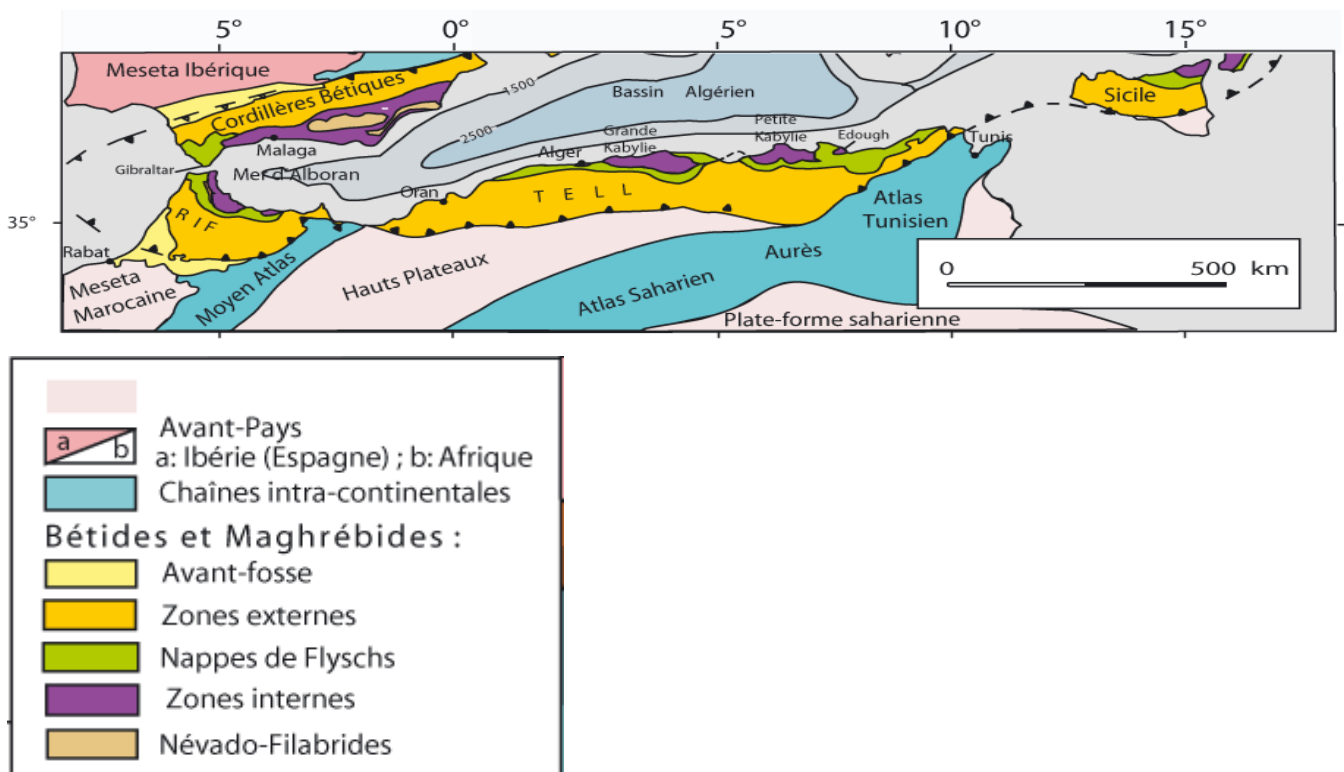 5° 0° 5° 10° 15°
Meseta Ibérique
Cordillères Bétiques
1500
2500
Bassin Algérien
Sicile
Malaga
Gibraltar
Mer d'Alboran
Grande
Kabylie
Petite
Kabylie
Edough
Tunis
Alger
Oran
TELL
RIF
35°
Rabat
Atlas
Tunisien
Meseta
Marocaine
Moyen Atlas
Hauts Plateaux
Aurès
Atlas Saharien
0 500 km
Plate-forme saharienne
Avant-Pays
a b
a: Ibérie (Espagne) ; b: Afrique
Chaînes intra-continentales
Bétides et Maghrébides :
Avant-fosse
Zones externes
Nappes de Flyschs
Zones internes
Névado-Filabrides